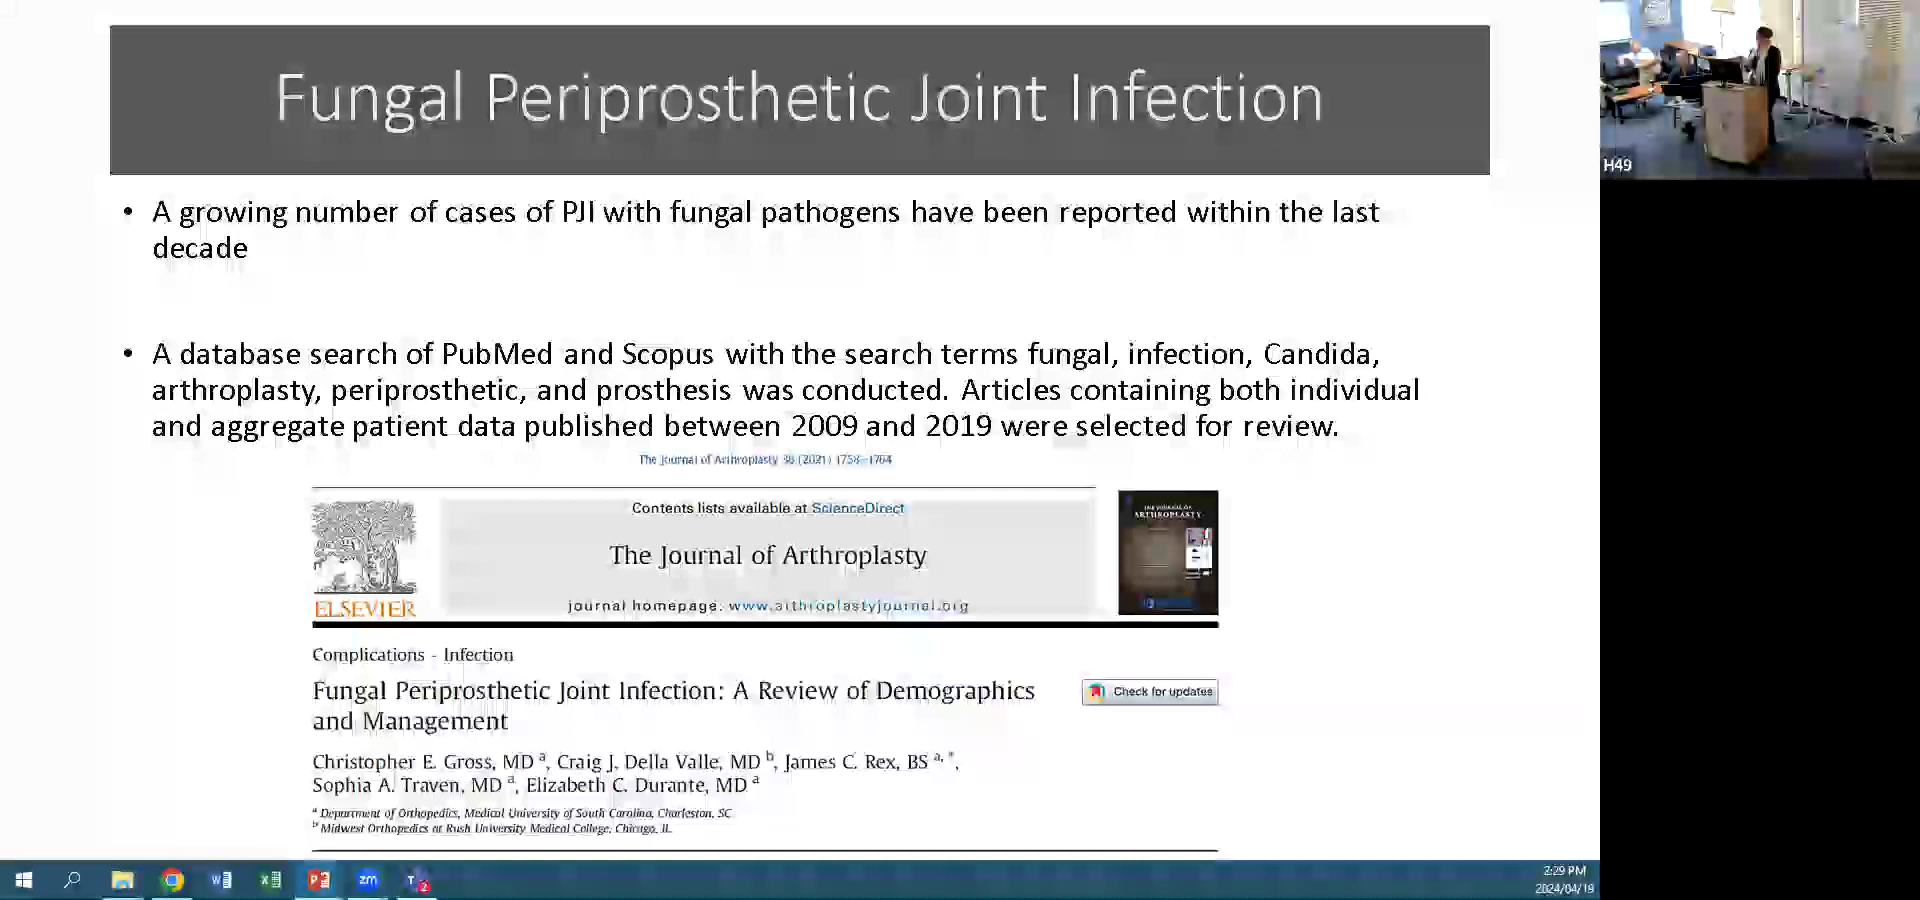 Fungal Periprosthetic Joint Infection
• A growing number of cases of PJI with fungal pathogens have been reported within the last
decade
• A database search of PubMed and Scopus with the search terms fungal, infection, Candida,
arthroplasty, periprosthetic, and prosthesis was conducted. Articles containing both individual
and aggregate patient data published between 2009 and 2019 were selected for review.
The Journal of Arthroplasty 36 (2021) 1758–1764
Contents lists available at ScienceDirect
The Journal of Arthroplasty
journal homepage: www.arthroplastyjournal.org
ELSEVIER
THE JOURNAL OF
ARTHROPLASTY
Complications - Infection
Fungal Periprosthetic Joint Infection: A Review of Demographics
and Management
Check for updates
Christopher E. Gross, MD a, Craig J. Della Valle, MD b, James C. Rex, BS a, *,
Sophia A. Traven, MD a, Elizabeth C. Durante, MD a
a Department of Orthopedics, Medical University of South Carolina, Charleston, SC
b Midwest Orthopedics at Rush University Medical College, Chicago, IL
H49
zm
2
2:29 PM
2024/04/19